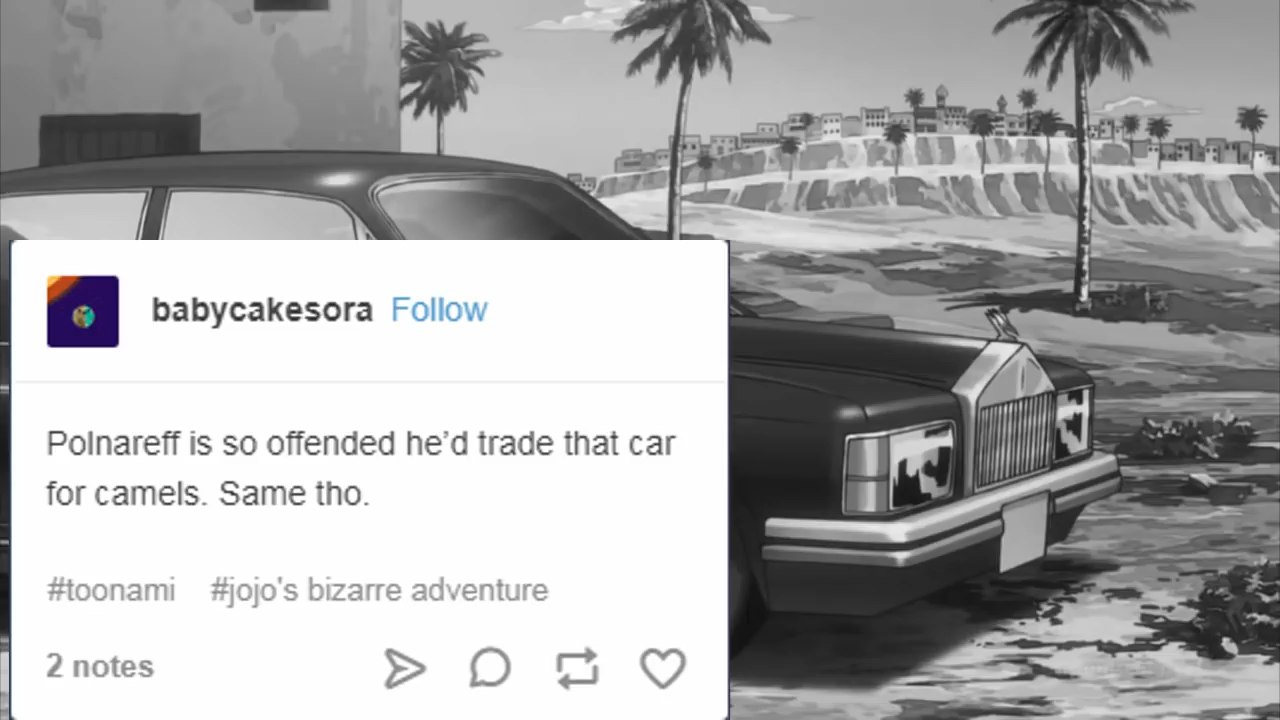 babycakesora Follow
Polnareff is so offended he’d trade that car
for camels. Same tho.
#toonami #jojo's bizarre adventure
2 notes